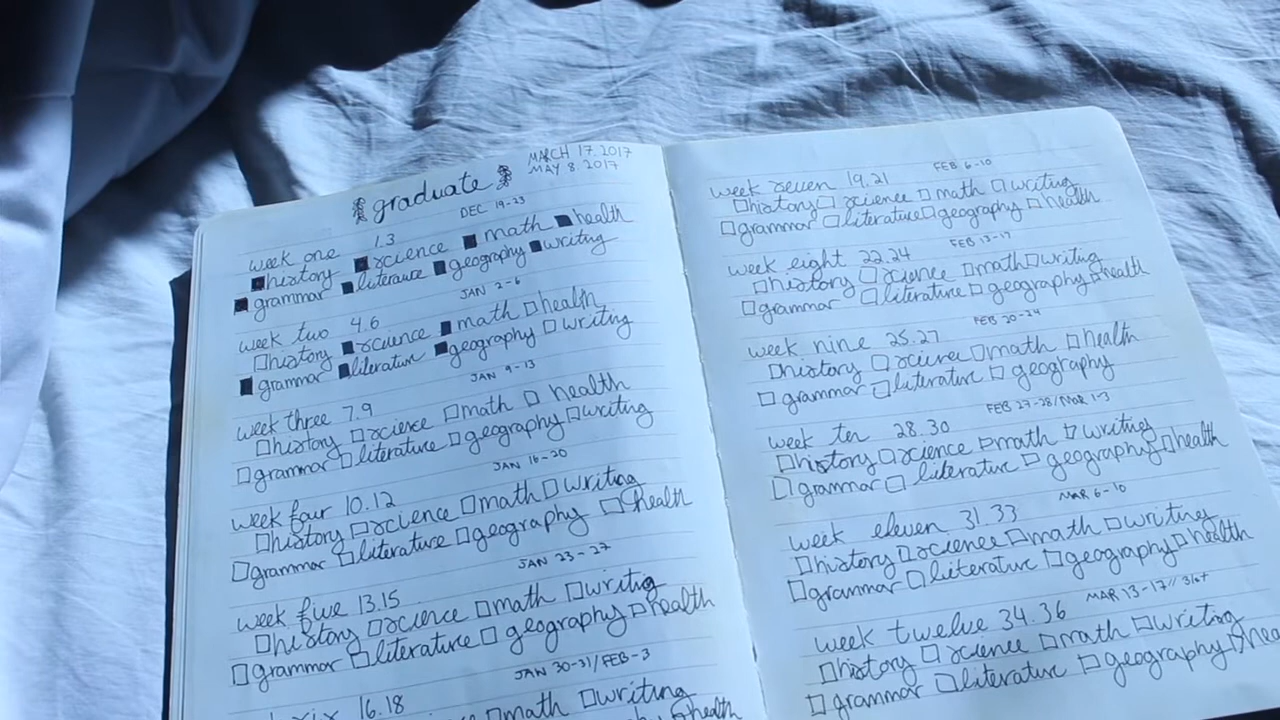 graduate
MARCH 17.2017
MAY 8.2017
DEC 19-23
week one 1.3
■history ■science ■math ■health
■grammar ■literature ■geography ■writing
JAN 2-6
week two 4.6
□history ■science ■math □health
■grammar ■literature ■geography □writing
JAN 9-13
week three 7.9
□history □science □math □health
□grammar □literature □geography □writing
JAN 16-20
week four 10.12
□history □science □math □writing
□grammar □literature □geography □health
JAN 23-27
week five 13.15
□history □science □math □writig
□grammar □literature □geography □health
JAN 30-31/FEB-3
six 16.18
□math □writing
□health
FEB 6-10
week seven 19.21
□history □science □math □writing
□grammar □literature □geography □health
FEB 13-17
week eight 22.24
□history □science □math □writig
□grammar □literature □geography □health
FEB 20-24
week nine 25.27
□history □science □math □health
□grammar □literature □geography
FEB 27-28/MAR 1-3
week ten 28.30
□history □science □math □writing
□grammar □literature □geography □health
MAR 6-10
week eleven 31.33
□history □science □math □writing
□grammar □literature □geography □health
MAR 13-17//
week twelve 34.36
□history □science □math □writing
□grammar □literature □geography □hea